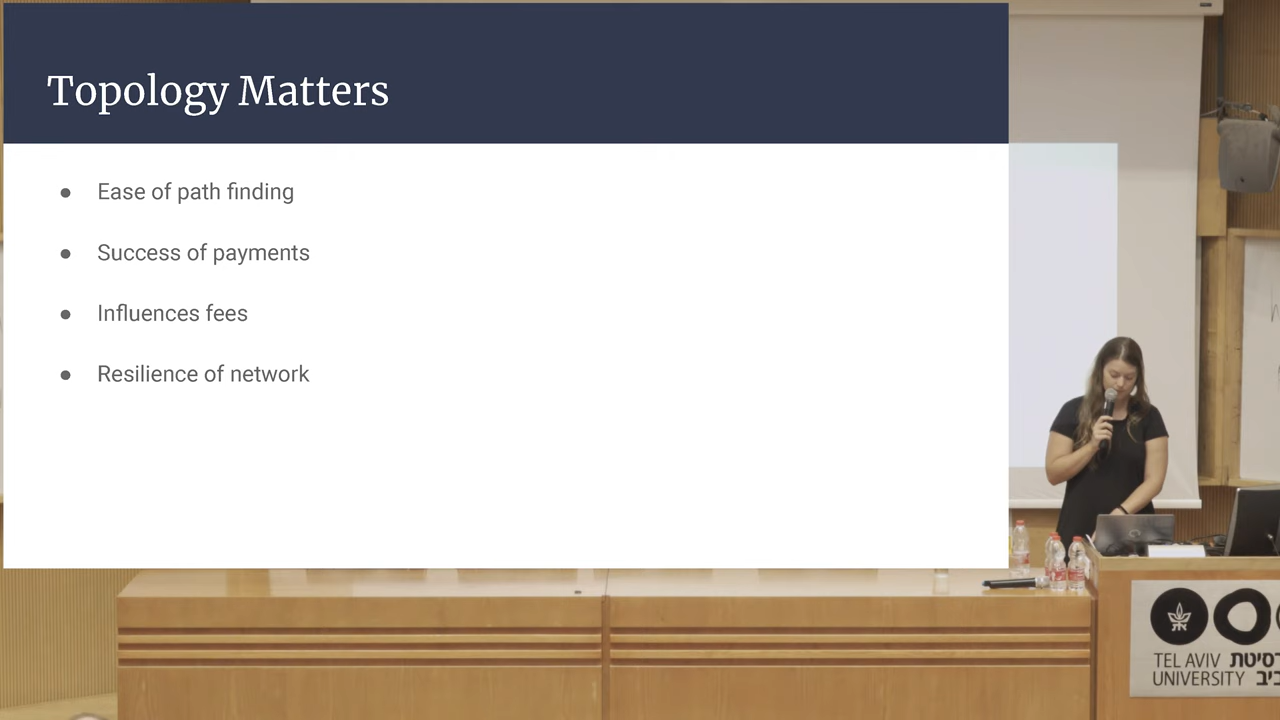 Topology Matters
● Ease of path finding
● Success of payments
● Influences fees
● Resilience of network
TEL AVIV
UNIVERSITY